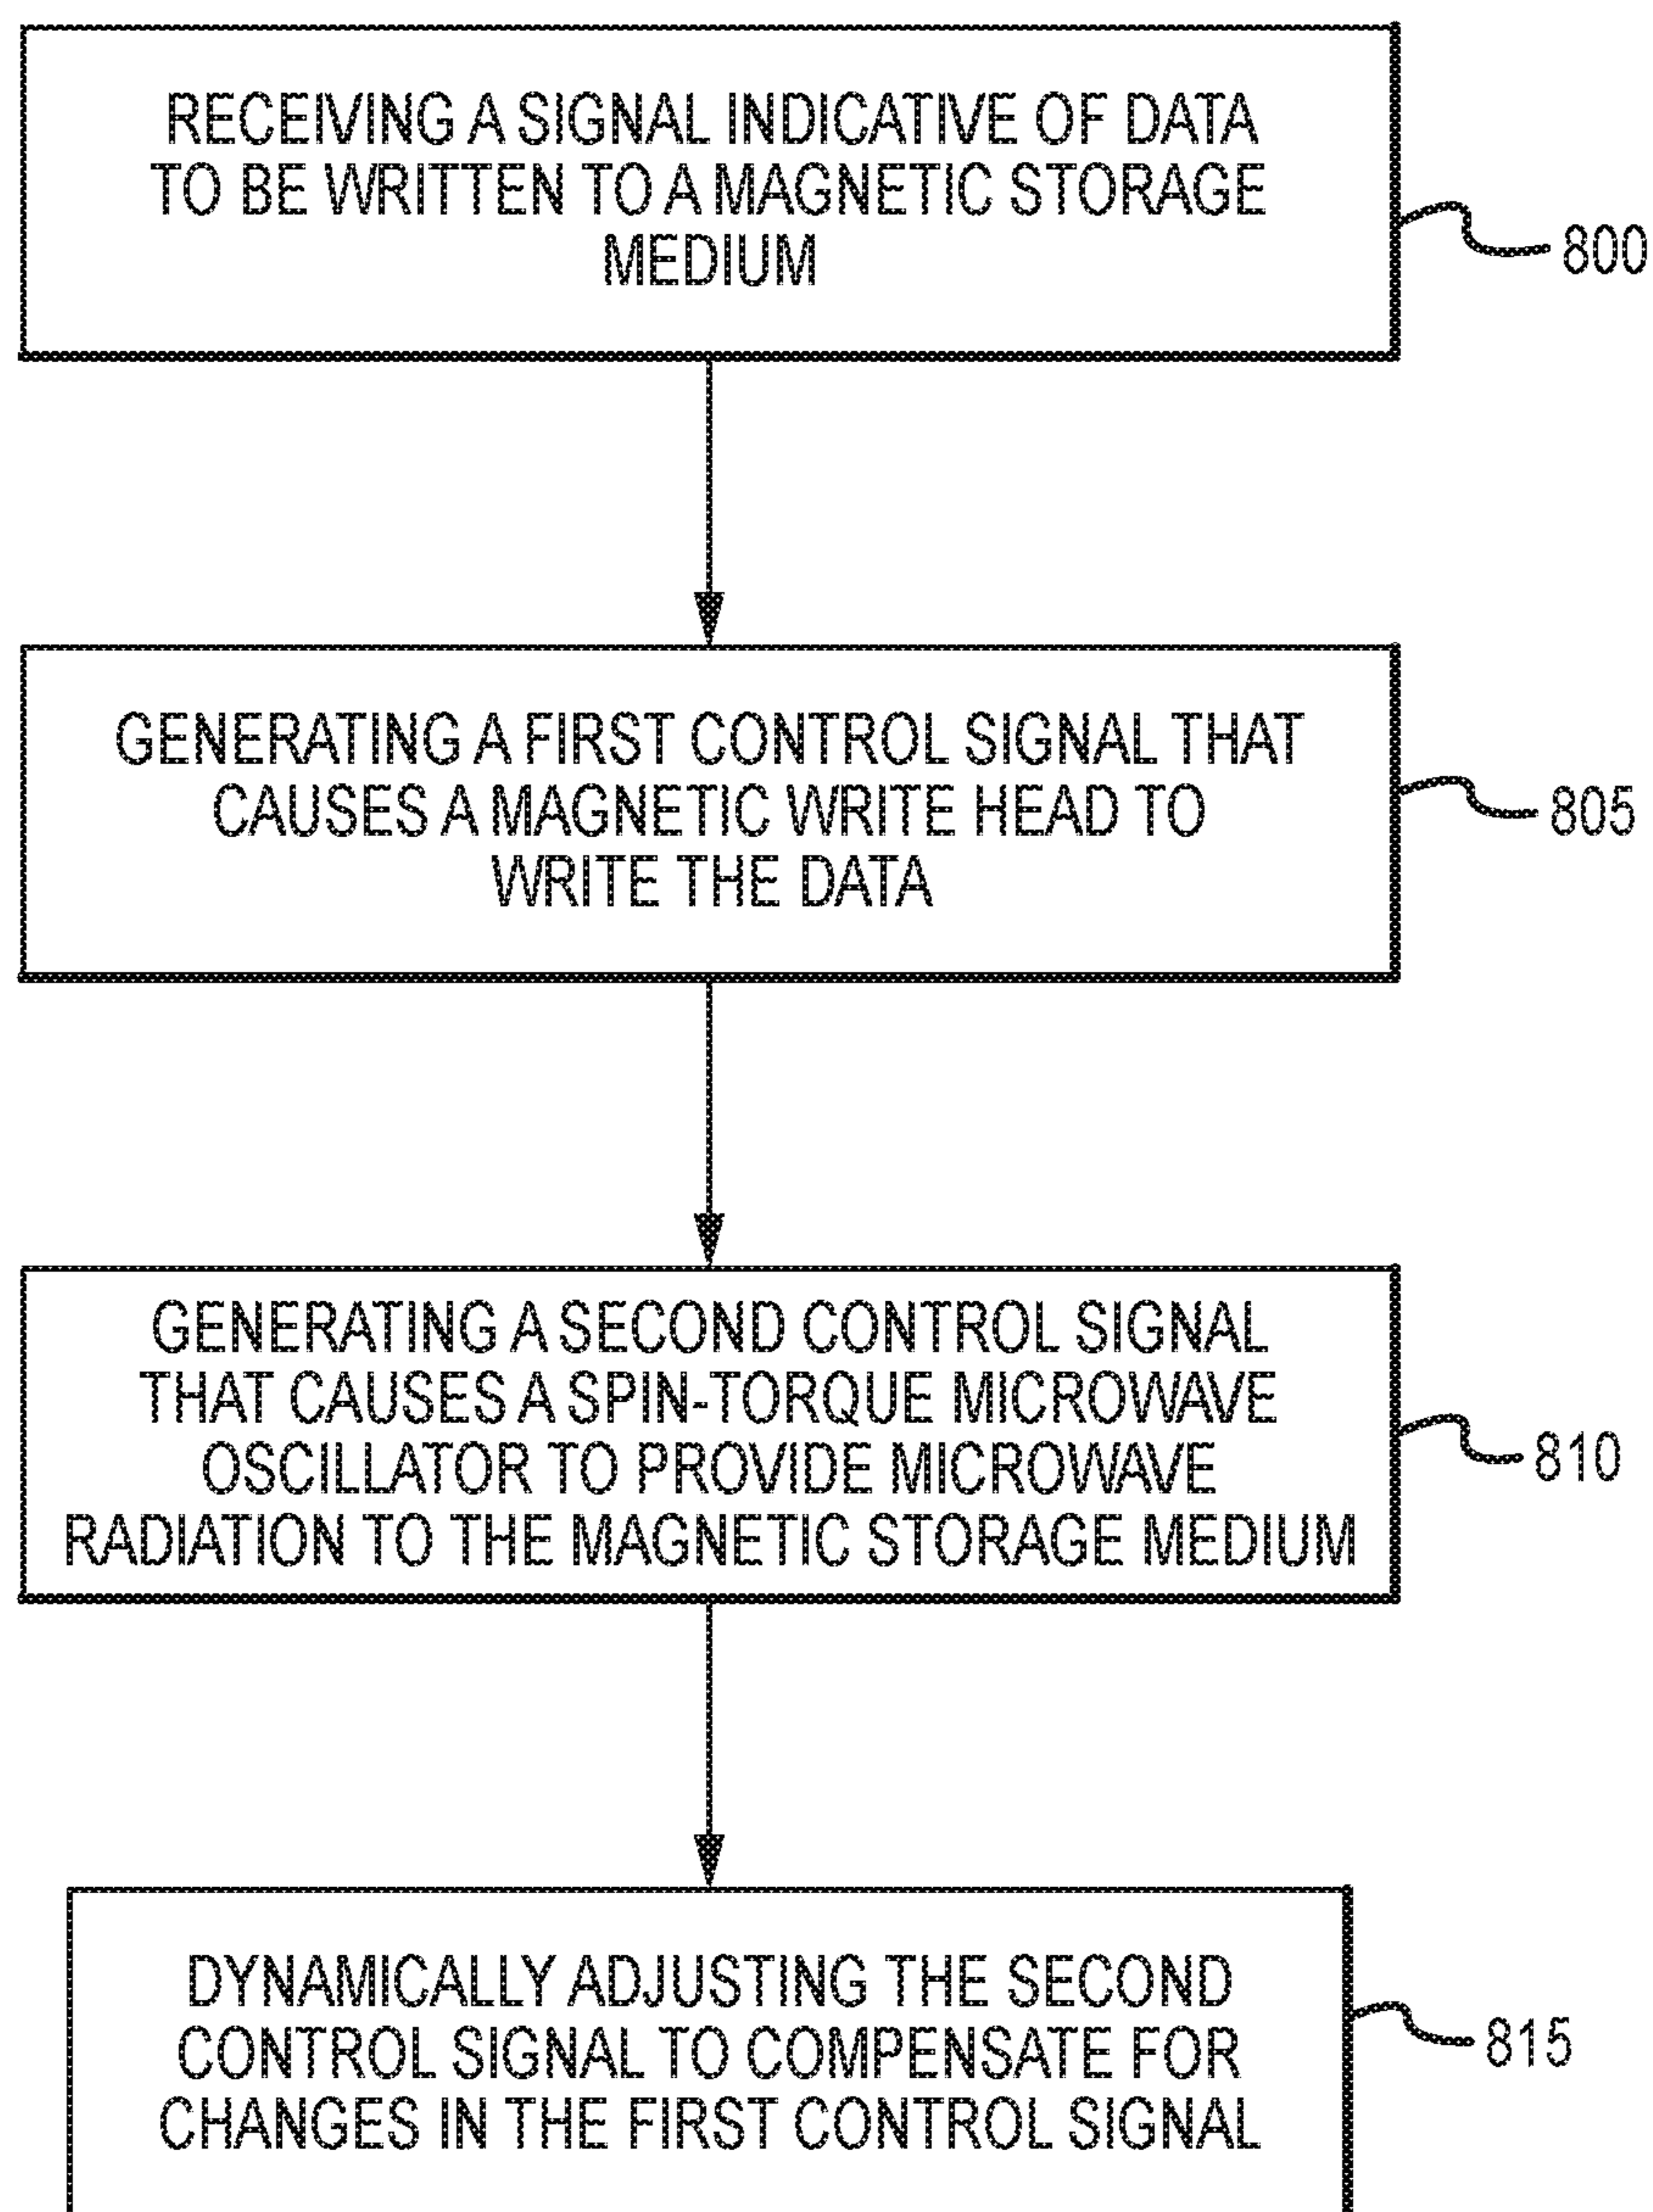 RECEIVING A SIGNAL INDICATIVE OF DATA
TO BE WRITTEN TO A MAGNETIC STORAGE
MEDIUM
800
GENERATING A FIRST CONTROL SIGNAL THAT
CAUSES A MAGNETIC WRITE HEAD TO
WRITE THE DATA
805
GENERATING A SECOND CONTROL SIGNAL
THAT CAUSES A SPIN-TORQUE MICROWAVE
OSCILLATOR TO PROVIDE MICROWAVE
RADIATION TO THE MAGNETIC STORAGE MEDIUM
810
DYNAMICALLY ADJUSTING THE SECOND
CONTROL SIGNAL TO COMPENSATE FOR
CHANGES IN THE FIRST CONTROL SIGNAL
815